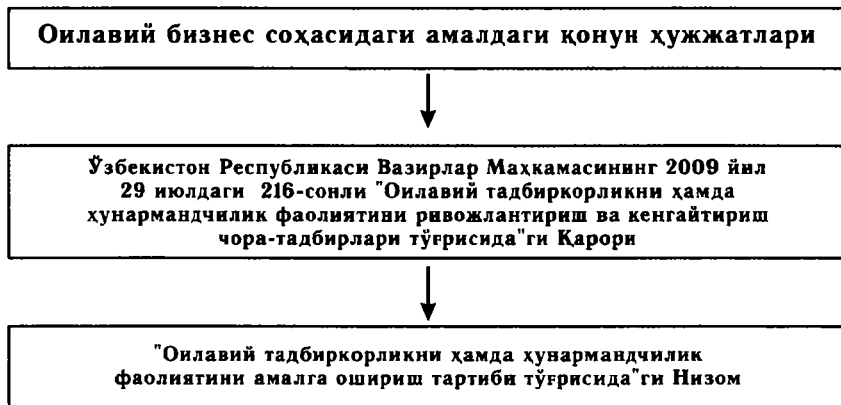 Оилавий бизнес соҳасидаги амалдаги қонун ҳужжатлари
Ўзбекистон Республикаси Вазирлар Маҳкамасининг 2009 йил
29 июлдаги 216-сонли "Оилавий тадбиркорликни ҳамда
ҳунармандчилик фаолиятини ривожлантириш ва кенгайтириш
чора-тадбирлари тўғрисида"ги Қарори
"Оилавий тадбиркорликни ҳамда ҳунармандчилик
фаолиятини амалга ошириш тартиби тўғрисида"ги Низом